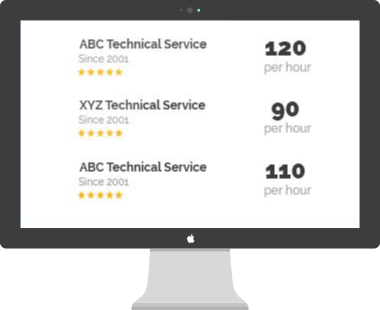 ABC Technical Service
Since 2001
120
per hour
XYZ Technical Service
Since 2001
90
per hour
ABC Technical Service
Since 2001
110
per hour